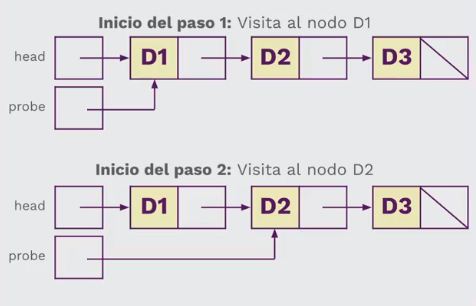 Inicio del paso 1: Visita al nodo D1
head D1 D2 D3
probe
Inicio del paso 2: Visita al nodo D2
head D1 D2 D3
probe